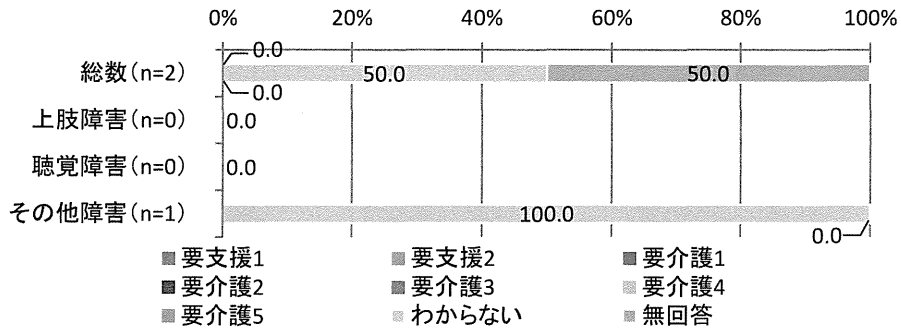 0% 20% 40% 60% 80% 100%
0.0
総数(n=2) 50.0 50.0
0.0
上肢障害(n=0) 0.0
聴覚障害(n=0) 0.0
その他障害(n=1) 100.0
0.0
■要支援1 ■要支援2 ■要介護1
■要介護2 ■要介護3 ■要介護4
■要介護5 ■わからない ■無回答